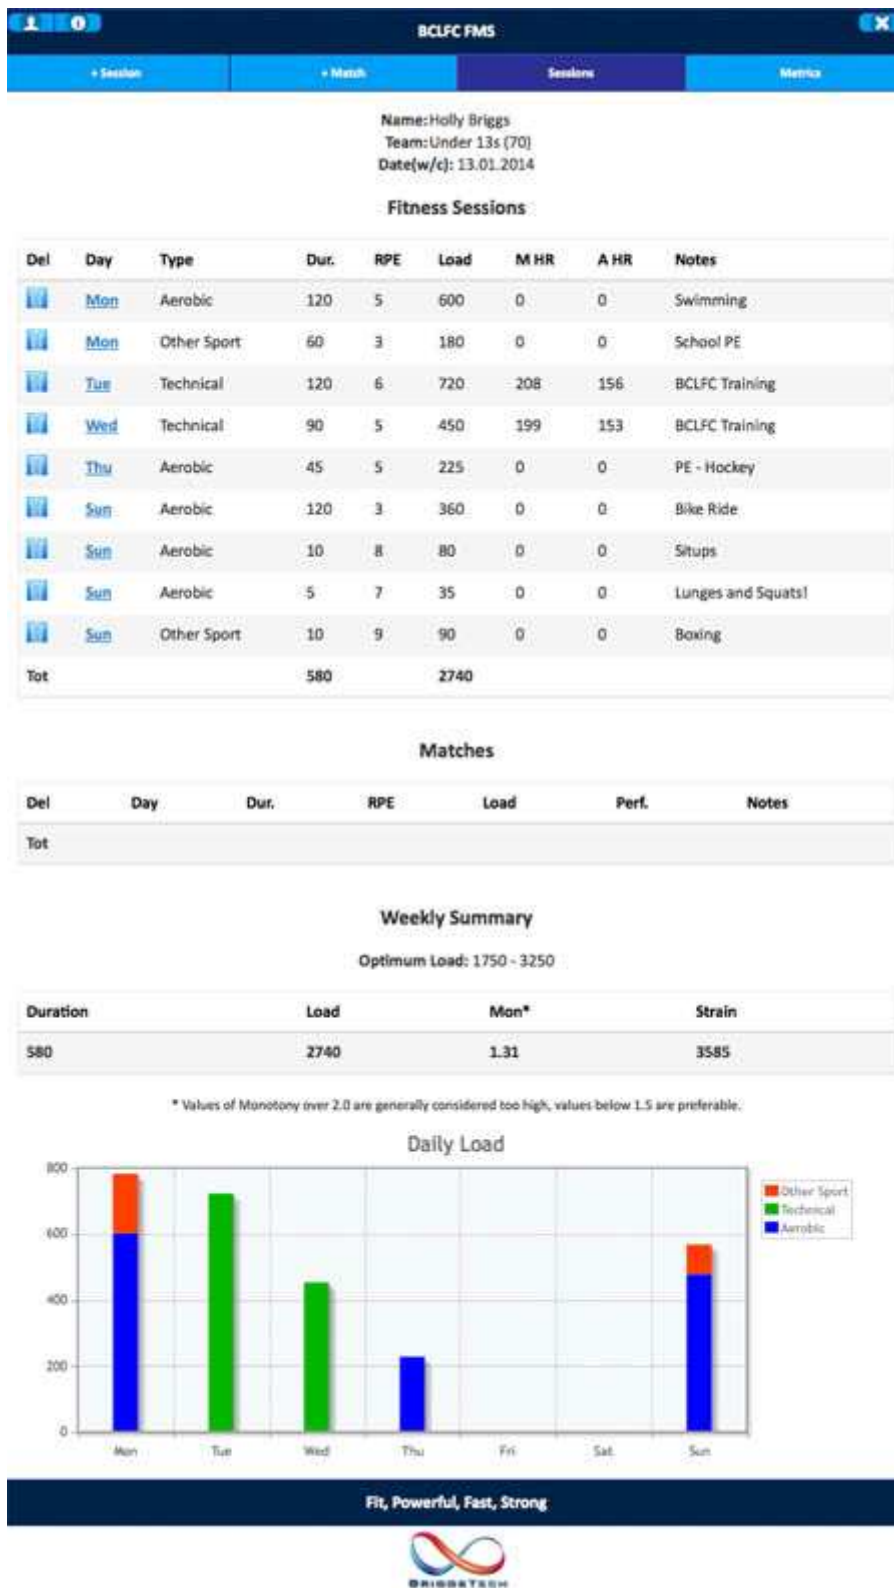 BCLFC FMS
+ Session + Match Sessions Metrics
Name: Holly Briggs
Team: Under 13s (70)
Date(w/c): 13.01.2014
Fitness Sessions
Del Day Type Dur. RPE Load M HR A HR Notes
Mon Aerobic 120 5 600 0 0 Swimming
Mon Other Sport 60 3 180 0 0 School PE
Tue Technical 120 6 720 208 156 BCLFC Training
Wed Technical 90 5 450 199 153 BCLFC Training
Thu Aerobic 45 5 225 0 0 PE - Hockey
Sun Aerobic 120 3 360 0 0 Bike Ride
Sun Aerobic 10 8 80 0 0 Situps
Sun Aerobic 5 7 35 0 0 Lunges and Squats!
Sun Other Sport 10 9 90 0 0 Boxing
Tot 580 2740
Matches
Del Day Dur. RPE Load Perf. Notes
Tot
Weekly Summary
Optimum Load: 1750 - 3250
Duration Load Mon* Strain
580 2740 1.31 3585
* Values of Monotony over 2.0 are generally considered too high, values below 1.5 are preferable.
Daily Load
800
600
400
200
0
Other Sport
Technical
Aerobic
Mon Tue Wed Thu Fri Sat Sun
Fit, Powerful, Fast, Strong
BRIGGSTECH